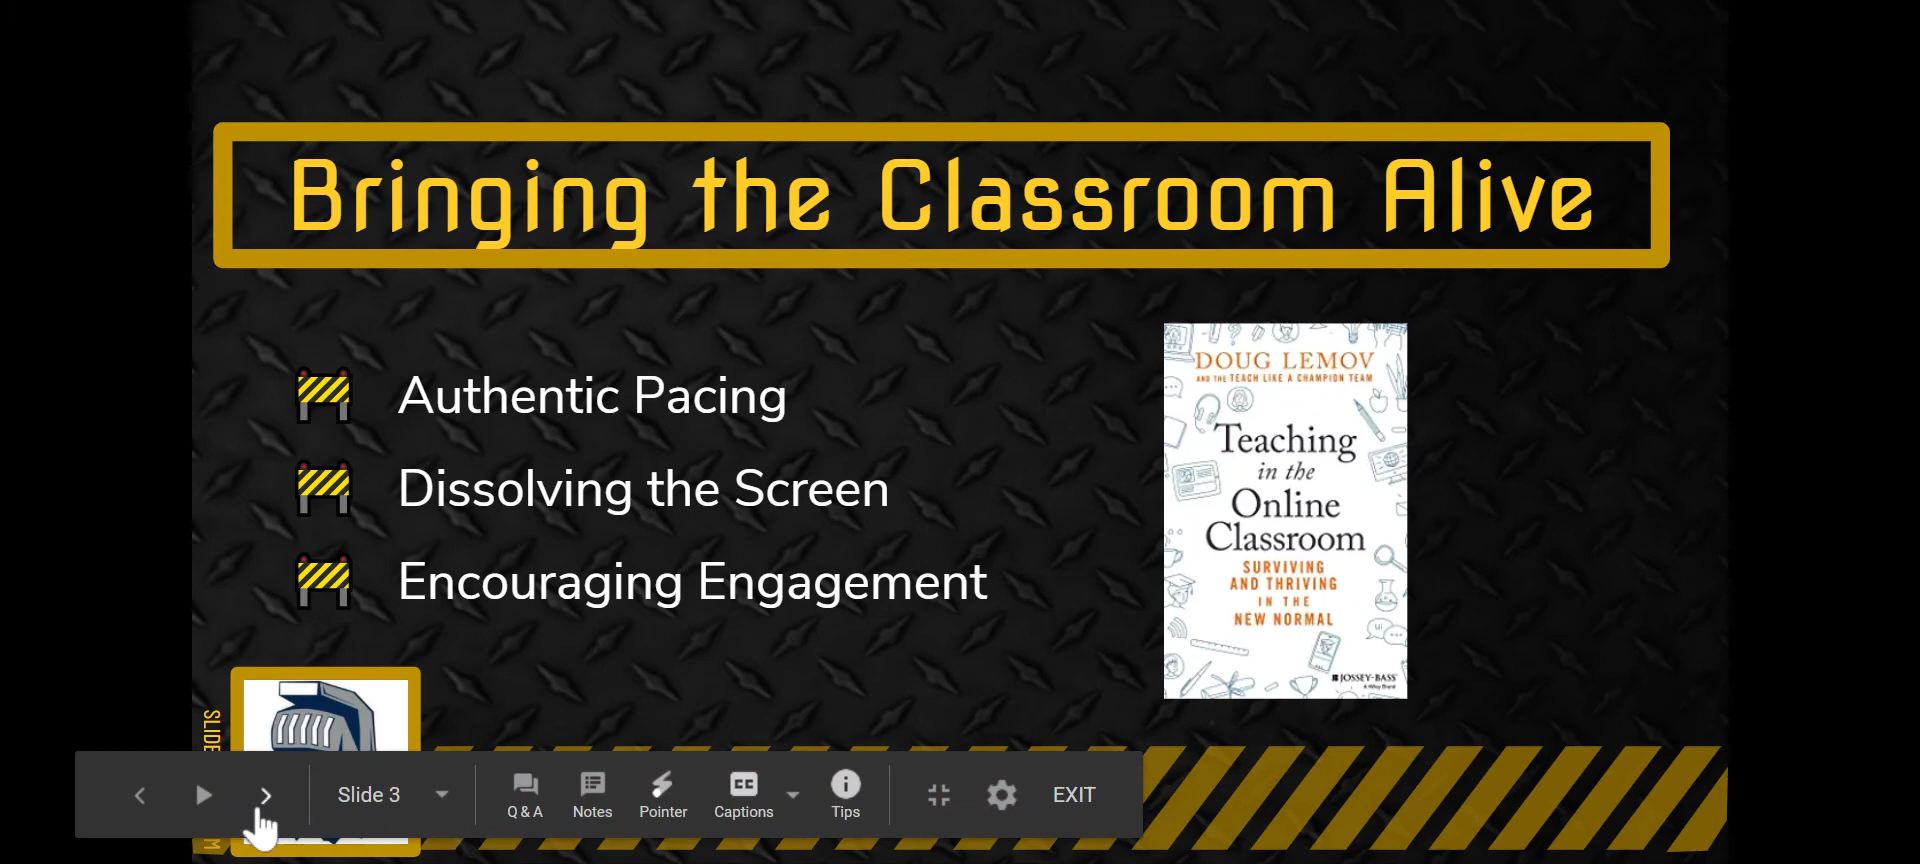 Bringing the Classroom Alive
Authentic Pacing
Dissolving the Screen
Encouraging Engagement
DOUG LEMOV
AND THE TEACH LIKE A CHAMPION TEAM
Teaching
in the
Online
Classroom
SURVIVING
AND THRIVING
IN THE
NEW NORMAL
JOSSEY-BASS
A Wiley Brand
Slide 3
Q & A
Notes
Pointer
Captions
Tips
EXIT